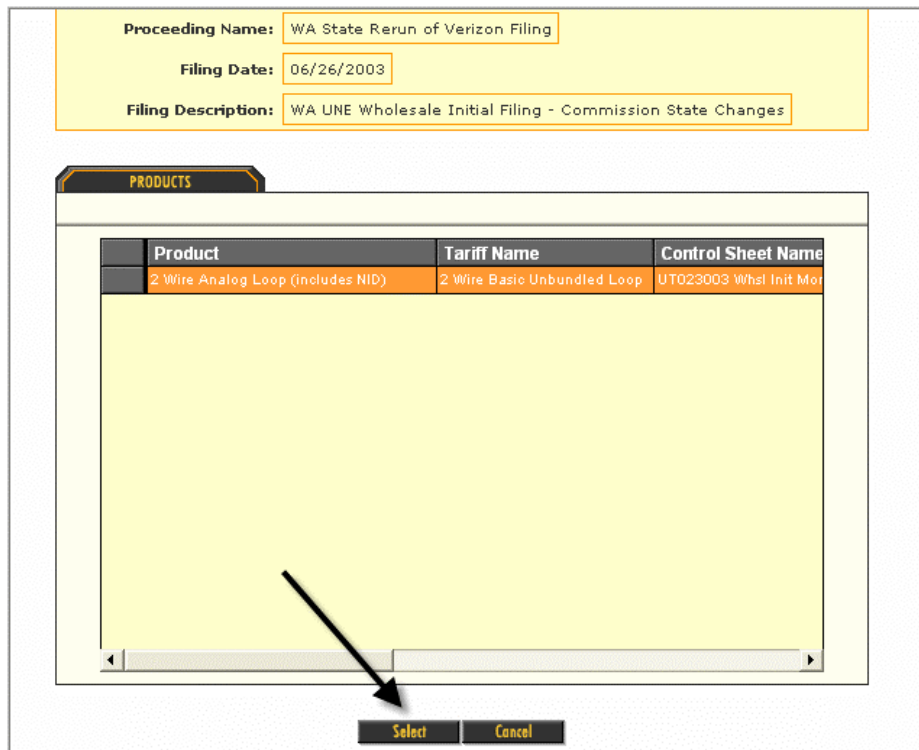 Proceeding Name: WA State Rerun of Verizon Filing
Filing Date: 06/26/2003
Filing Description: WA UNE Wholesale Initial Filing - Commission State Changes
PRODUCTS
Product Tariff Name Control Sheet Name
2 Wire Analog Loop (includes NID) 2 Wire Basic Unbundled Loop UT023003 Whsl Init Mor
Select Cancel